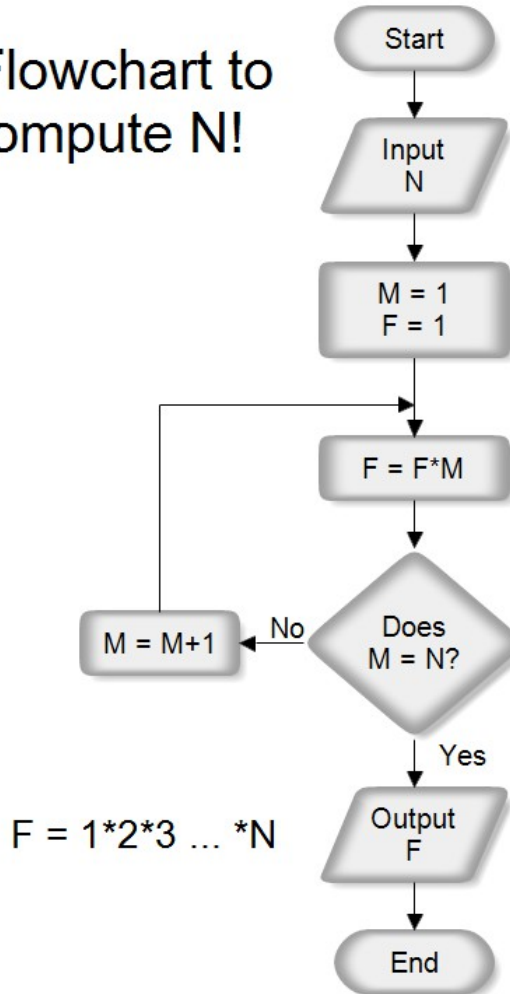 Flowchart to
ompute N!
Start
Input
N
M = 1
F = 1
F = F*M
Does
M = N?
No
M = M+1
Yes
Output
F
F = 1*2*3 ... *N
End